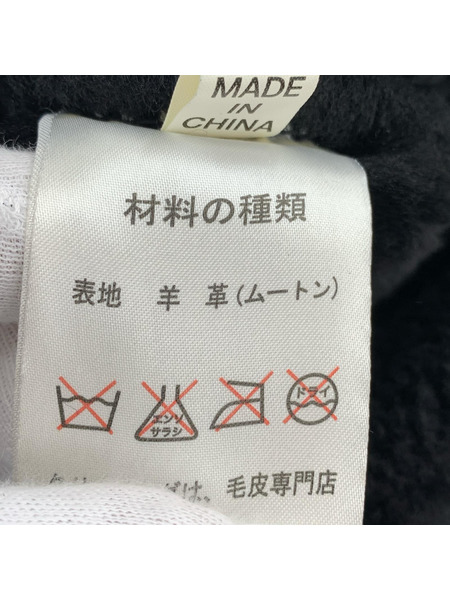 MADE
IN
CHINA
材料の種類
表地 羊 革(ムートン)
エンソ
サラシ
ドライ
は、毛皮専門店